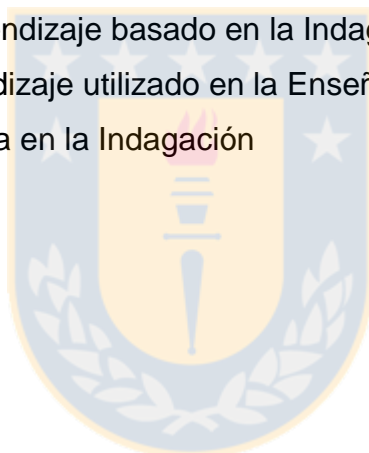 ndizaje basado en la Indag
dizaje utilizado en la Enseñ
a en la Indagación